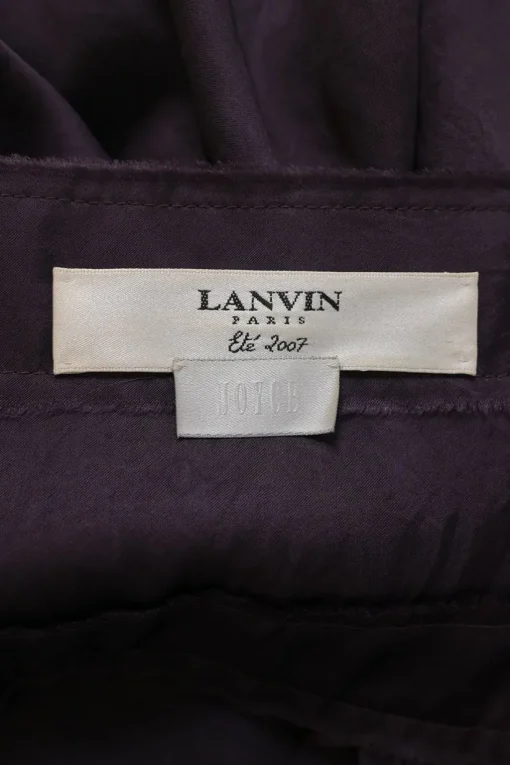 LANVIN
PARIS
Eté 2007
JOYCE